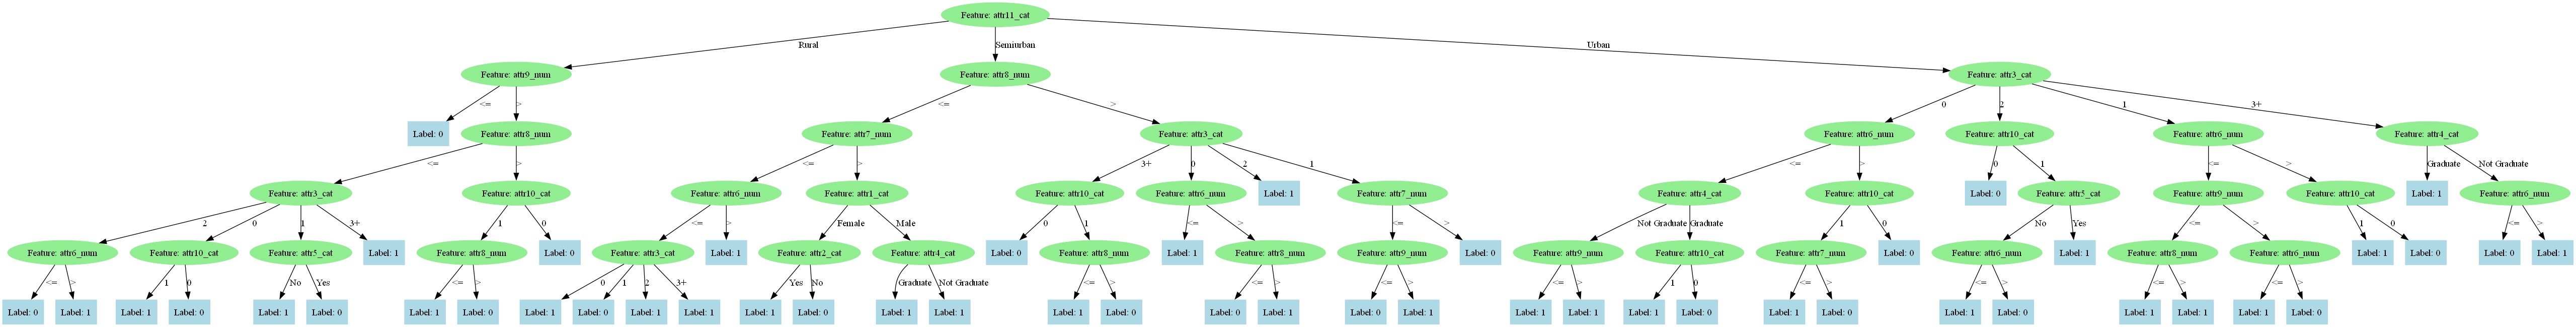 Feature: attr11_cat
Rural Semiurban Urban
Feature: attr9_num Feature: attr8_num Feature: attr3_cat
<= > <= > 0 2 1 3+
Label: 0 Feature: attr8_num Feature: attr7_num Feature: attr3_cat Feature: attr6_num Feature: attr10_cat Feature: attr6_num Feature: attr4_cat
<= > <= > 3+ 0 2 1 <= > 0 1 <= > Graduate Not Graduate
Feature: attr3_cat Feature: attr10_cat Feature: attr6_num Feature: attr1_cat Feature: attr10_cat Feature: attr6_num Label: 1 Feature: attr7_num Feature: attr4_cat Feature: attr10_cat Label: 0 Feature: attr5_cat Feature: attr9_num Feature: attr10_cat Label: 1 Feature: attr6_num
2 0 1 3+ 1 0 <= > Female Male 0 1 <= > <= > Not Graduate Graduate 1 0 No Yes <= > 1 0 <= >
Feature: attr6_num Feature: attr10_cat Feature: attr5_cat Label: 1 Feature: attr8_num Label: 0 Feature: attr3_cat Label: 1 Feature: attr2_cat Feature: attr4_cat Label: 0 Feature: attr8_num Label: 1 Feature: attr8_num Feature: attr9_num Label: 0 Feature: attr9_num Feature: attr10_cat Feature: attr7_num Label: 0 Feature: attr6_num Label: 1 Feature: attr8_num Feature: attr6_num Label: 1 Label: 0 Label: 0 Label: 1
<= > 1 0 No Yes <= > 0 1 2 3+ Yes No Graduate Not Graduate <= > <= > <= > <= > 1 0 <= > <= > <= > <= >
Label: 0 Label: 1 Label: 1 Label: 0 Label: 1 Label: 0 Label: 1 Label: 0 Label: 1 Label: 0 Label: 1 Label: 1 Label: 1 Label: 0 Label: 1 Label: 1 Label: 1 Label: 0 Label: 0 Label: 1 Label: 0 Label: 1 Label: 1 Label: 1 Label: 1 Label: 0 Label: 1 Label: 0 Label: 1 Label: 0 Label: 1 Label: 1 Label: 1 Label: 0